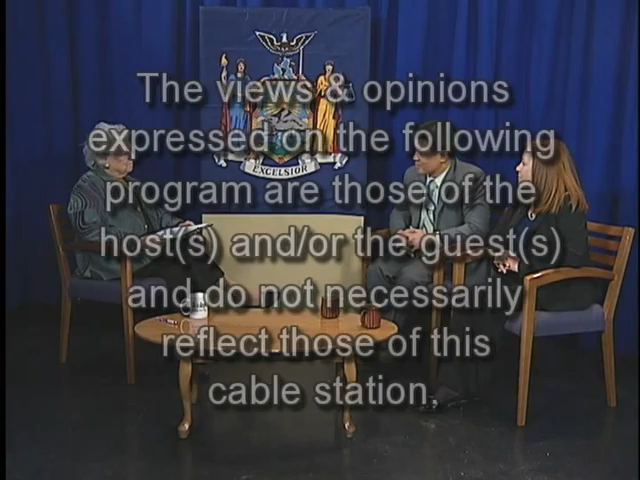 The views & opinions
expressed on the following
program are those of the
host(s) and/or the guest(s)
and do not necessarily
reflect those of this
cable station.
EXCELSIOR